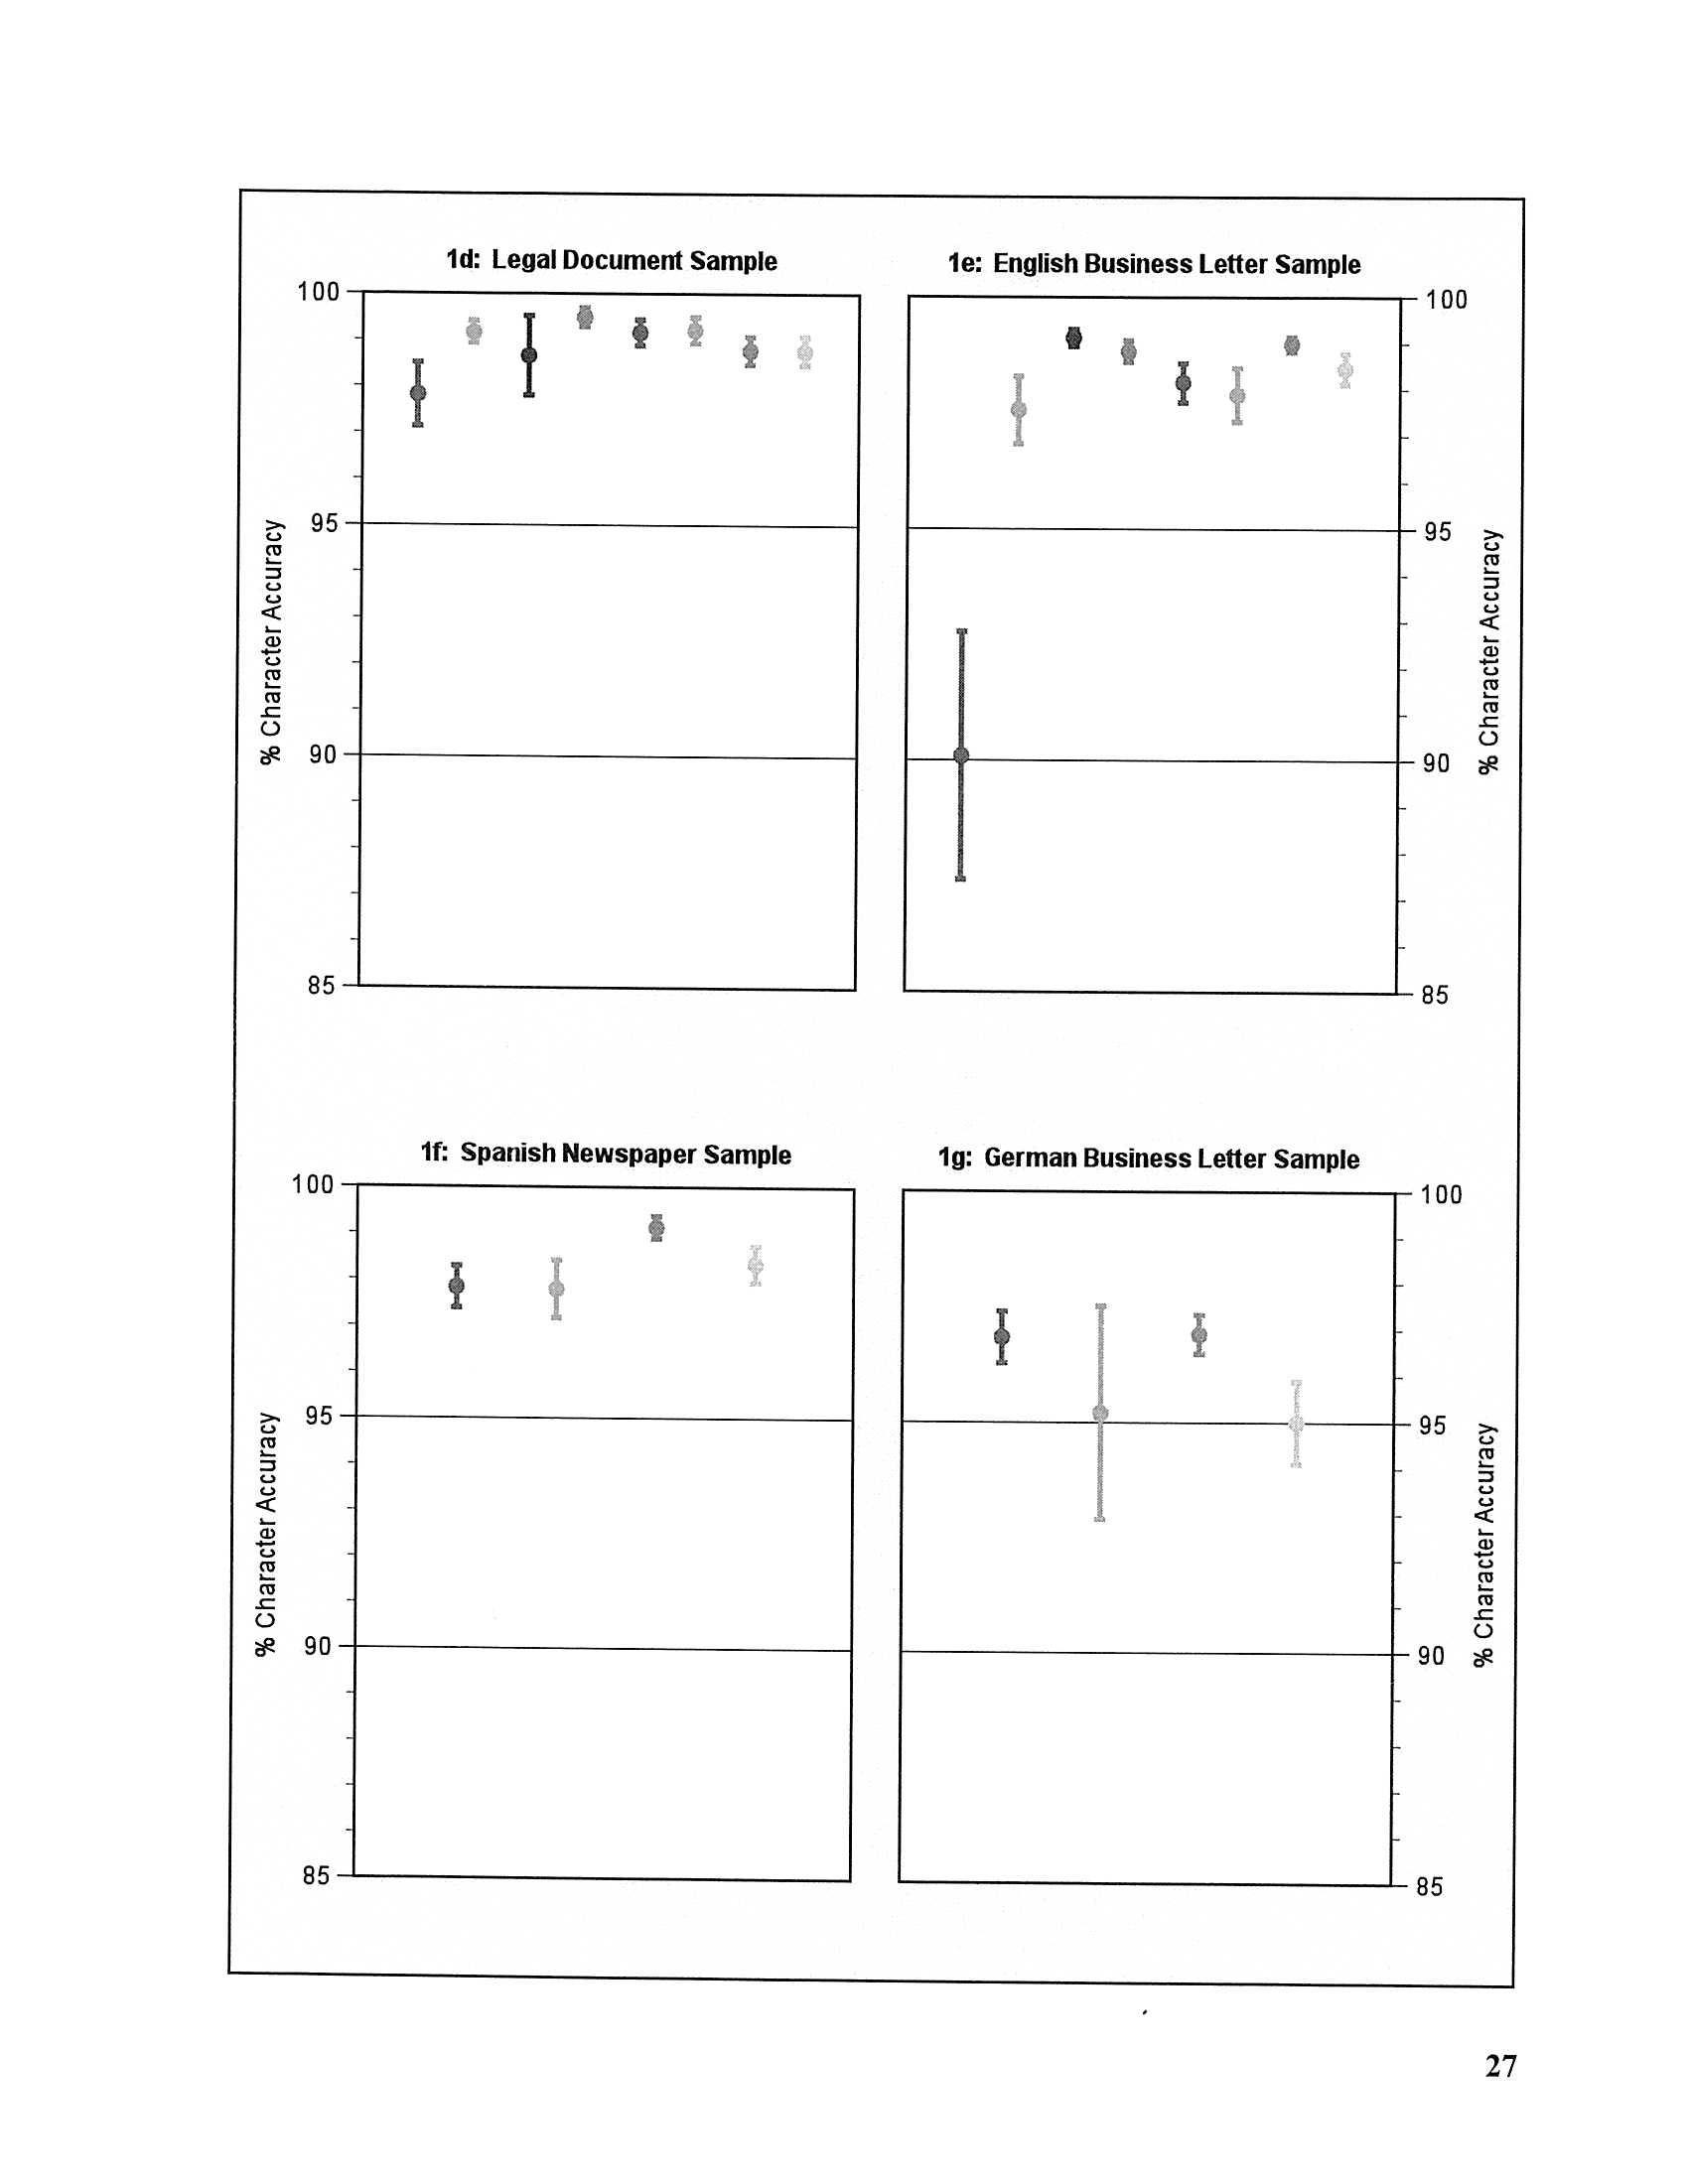 1d: Legal Document Sample
100
95
90
85
% Character Accuracy
1e: English Business Letter Sample
100
95
90
85
% Character Accuracy
1f: Spanish Newspaper Sample
100
95
90
85
% Character Accuracy
1g: German Business Letter Sample
100
95
90
85
% Character Accuracy
27